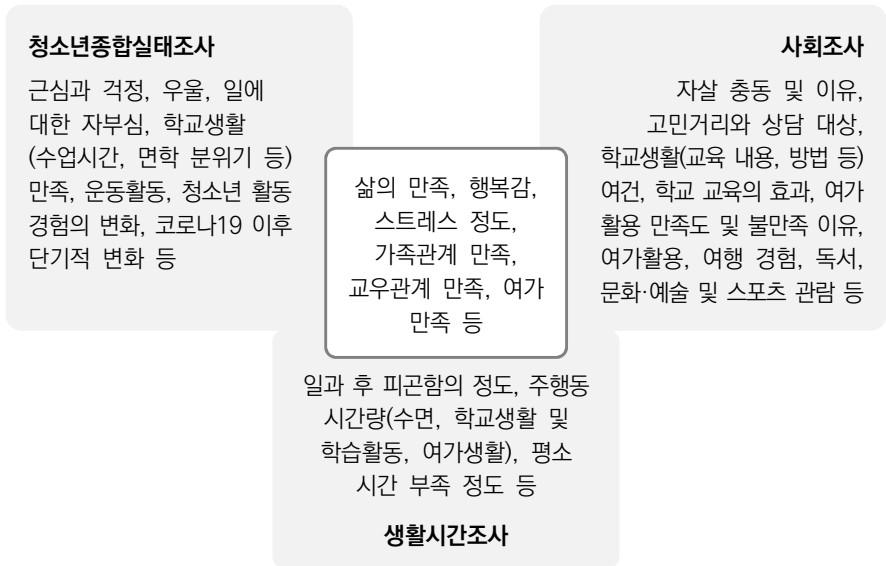 청소년종합실태조사
근심과 걱정, 우울, 일에
대한 자부심, 학교생활
(수업시간, 면학 분위기 등)
만족, 운동활동, 청소년 활동
경험의 변화, 코로나19 이후
단기적 변화 등
사회조사
자살 충동 및 이유,
고민거리와 상담 대상,
학교생활(교육 내용, 방법 등)
여건, 학교 교육의 효과, 여가
활용 만족도 및 불만족 이유,
여가활용, 여행 경험, 독서,
문화·예술 및 스포츠 관람 등
삶의 만족, 행복감,
스트레스 정도,
가족관계 만족,
교우관계 만족, 여가
만족 등
일과 후 피곤함의 정도, 주행동
시간량(수면, 학교생활 및
학습활동, 여가생활), 평소
시간 부족 정도 등
생활시간조사